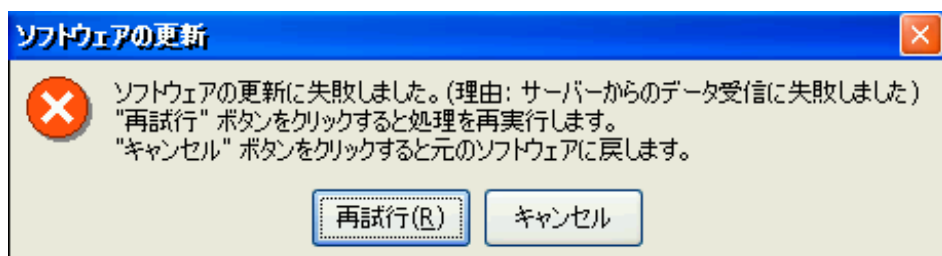 ソフトウェアの更新
ソフトウェアの更新に失敗しました。(理由: サーバーからのデータ受信に失敗しました)
"再試行" ボタンをクリックすると処理を再実行します。
"キャンセル" ボタンをクリックすると元のソフトウェアに戻します。
再試行(R)
キャンセル